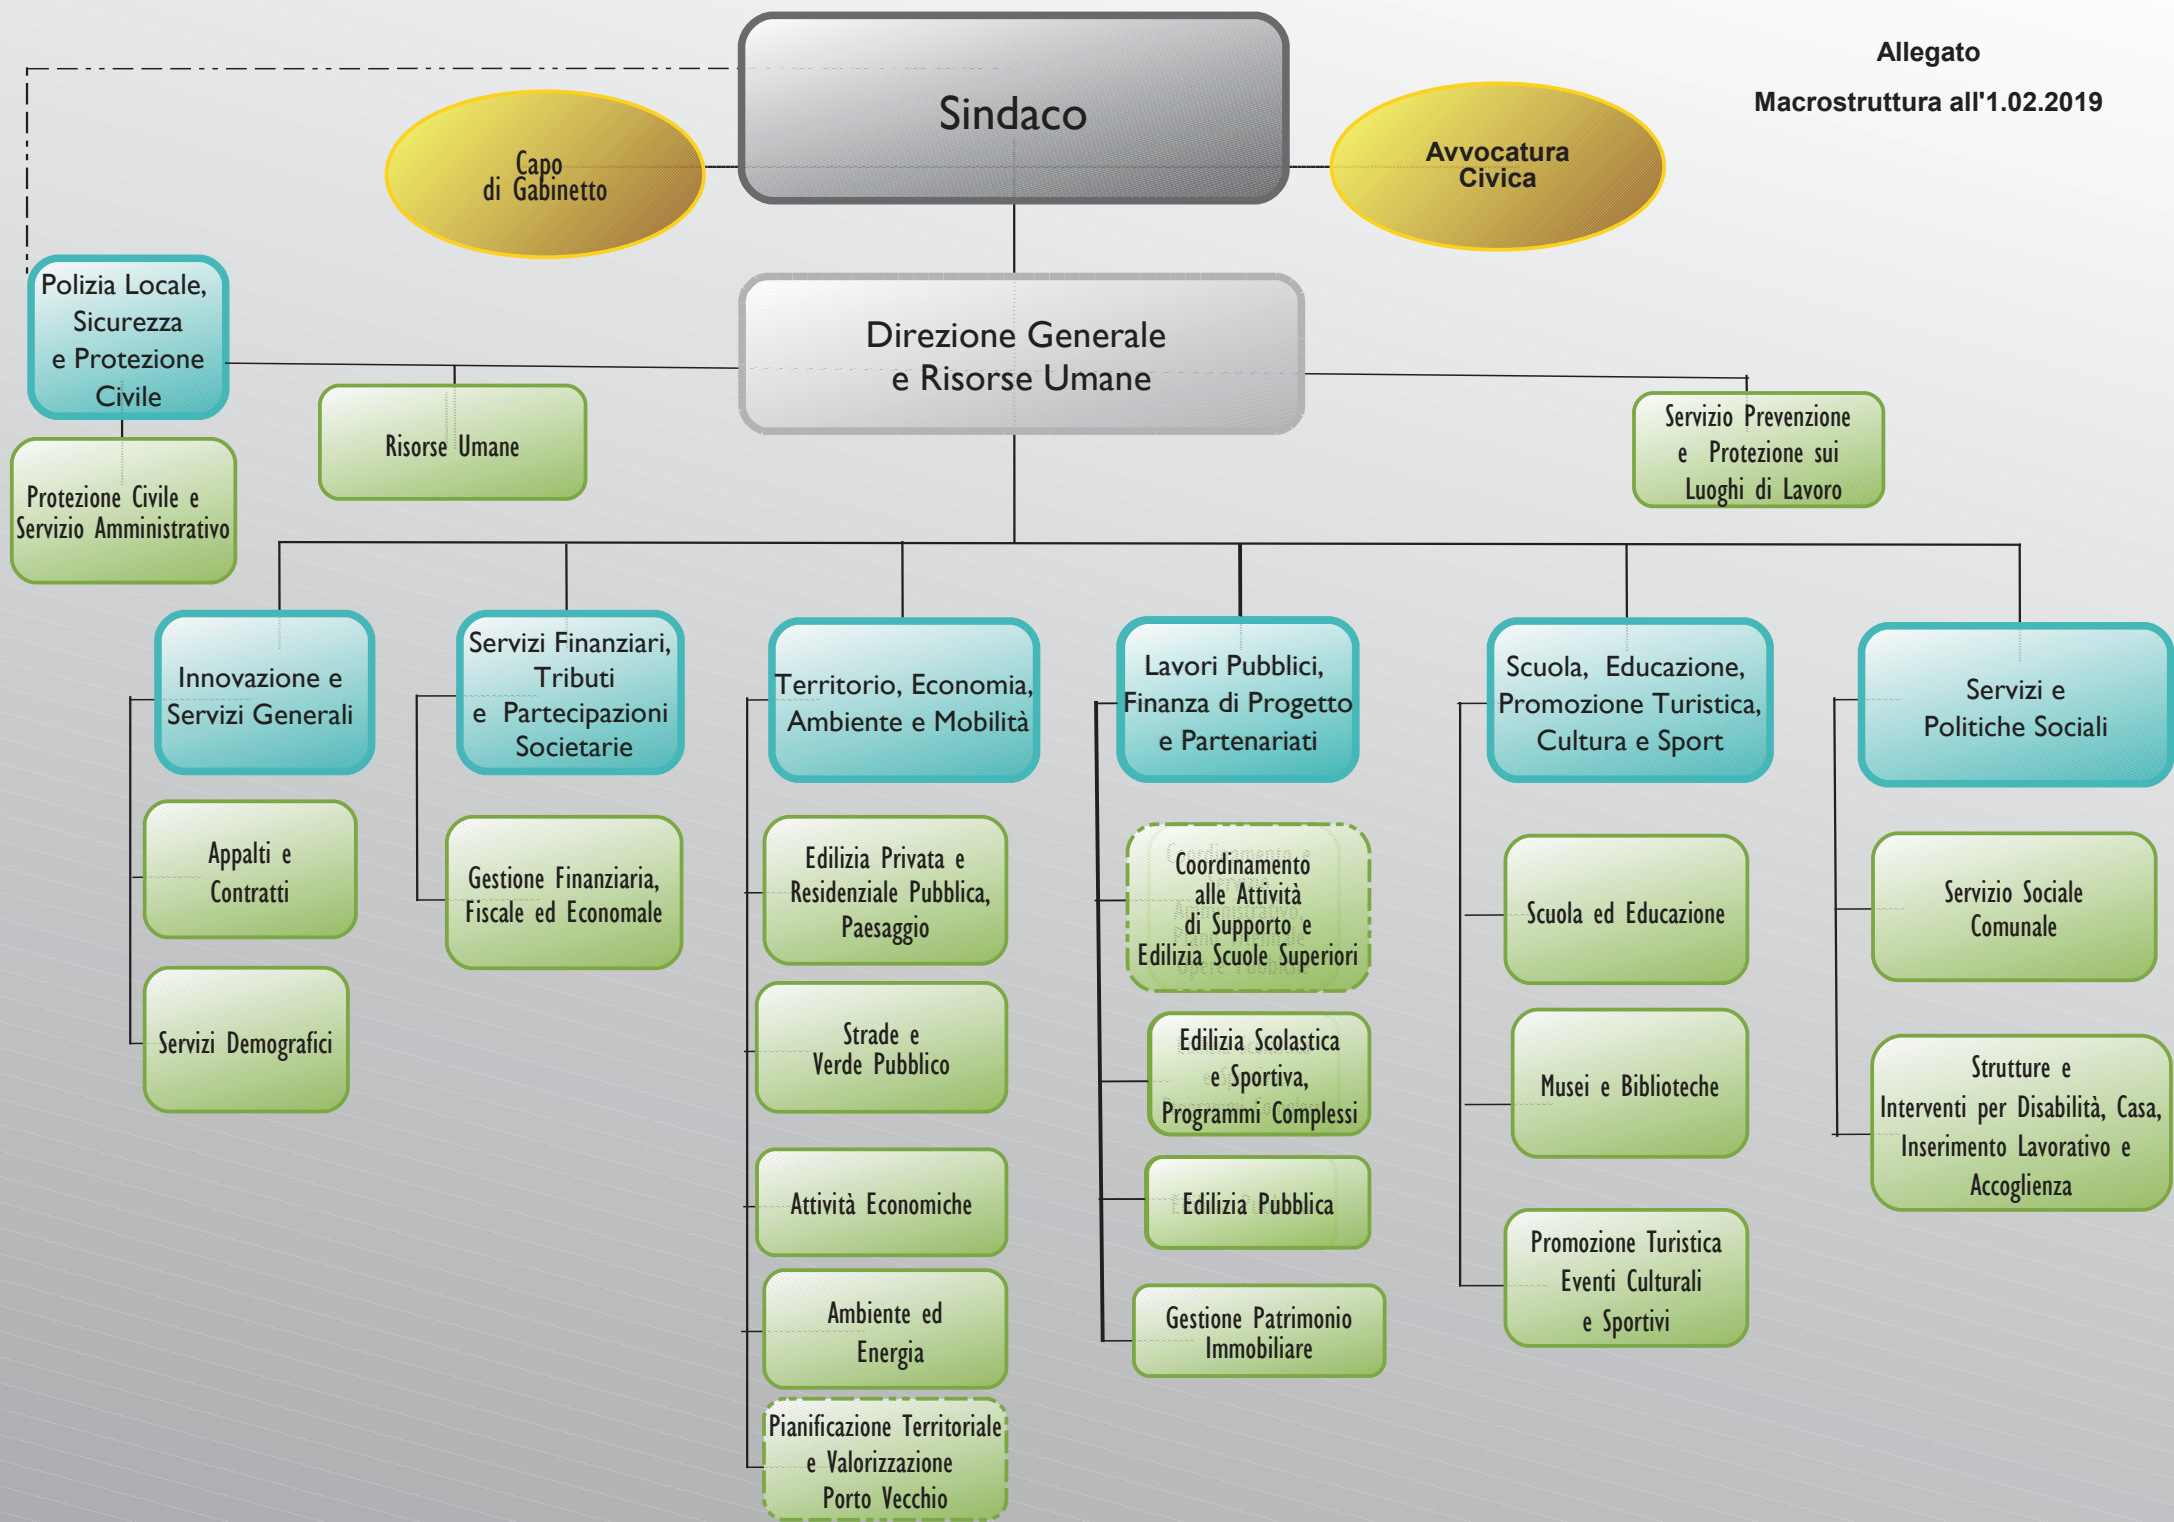 Allegato
Macrostruttura all'1.02.2019
Sindaco
Capo
di Gabinetto
Avvocatura
Civica
Polizia Locale,
Sicurezza
e Protezione
Civile
Direzione Generale
e Risorse Umane
Protezione Civile e
Servizio Amministrativo
Risorse Umane
Servizio Prevenzione
e Protezione sui
Luoghi di Lavoro
Innovazione e
Servizi Generali
Appalti e
Contratti
Servizi Demografici
Servizi Finanziari,
Tributi
e Partecipazioni
Societarie
Gestione Finanziaria,
Fiscale ed Economale
Territorio, Economia,
Ambiente e Mobilità
Edilizia Privata e
Residenziale Pubblica,
Paesaggio
Strade e
Verde Pubblico
Attività Economiche
Ambiente ed
Energia
Pianificazione Territoriale
e Valorizzazione
Porto Vecchio
Lavori Pubblici,
Finanza di Progetto
e Partenariati
Coordinamento
alle Attività
di Supporto e
Edilizia Scuole Superiori
Edilizia Scolastica
e Sportiva,
Programmi Complessi
Edilizia Pubblica
Gestione Patrimonio
Immobiliare
Scuola, Educazione,
Promozione Turistica,
Cultura e Sport
Scuola ed Educazione
Musei e Biblioteche
Promozione Turistica
Eventi Culturali
e Sportivi
Servizi e
Politiche Sociali
Servizio Sociale
Comunale
Strutture e
Interventi per Disabilità, Casa,
Inserimento Lavorativo e
Accoglienza